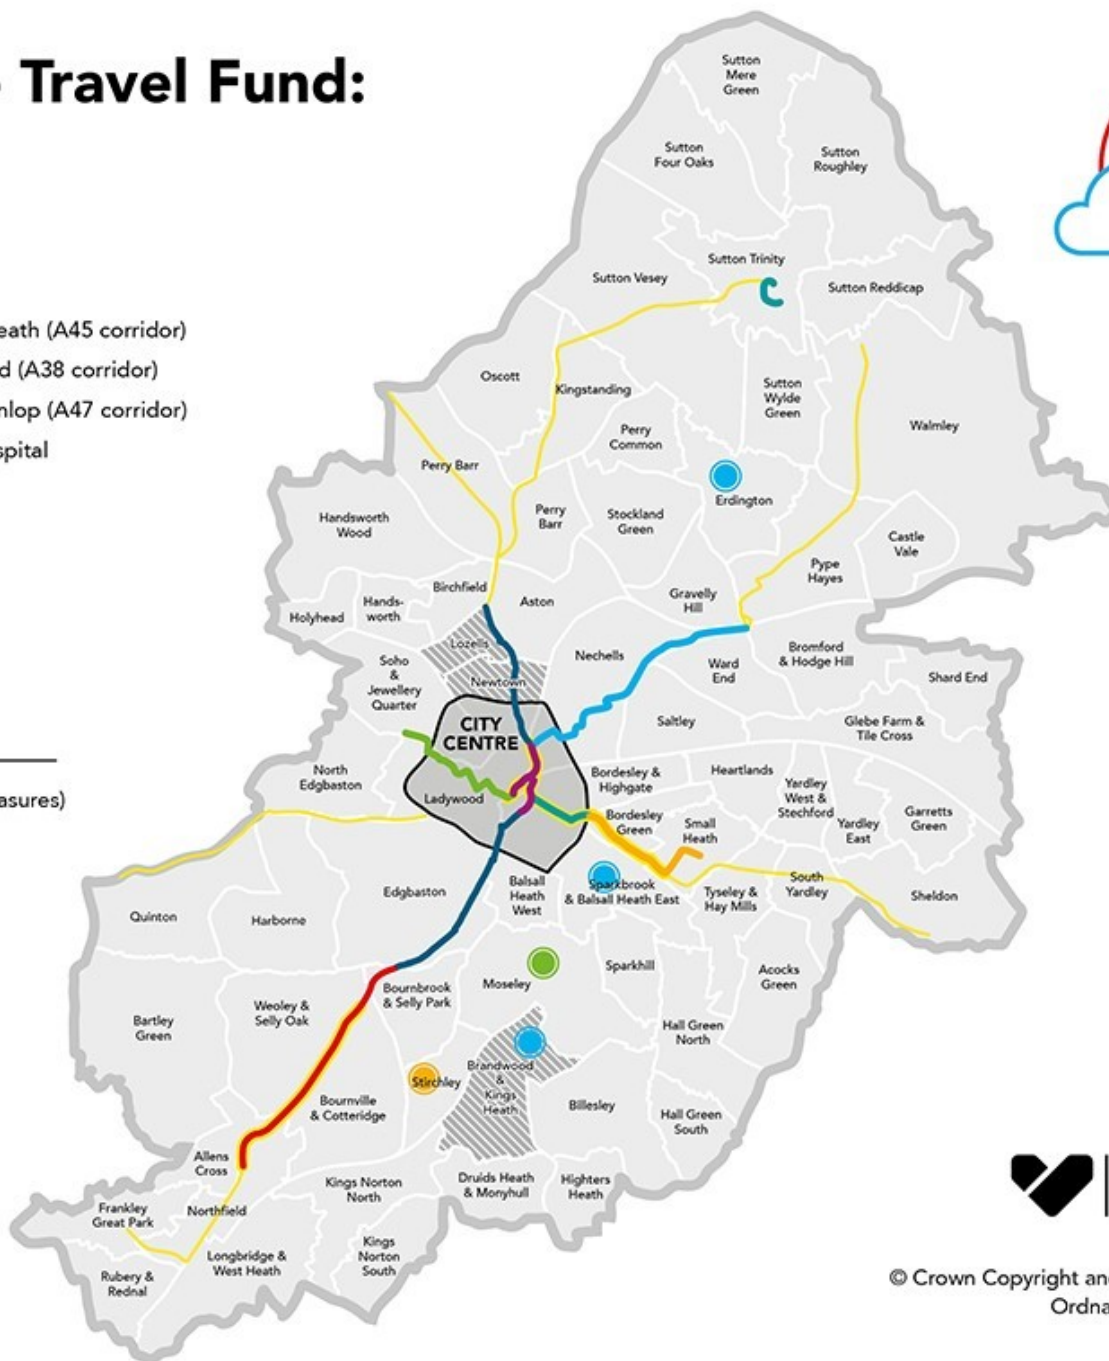 Travel Fund:
eath (A45 corridor)
d (A38 corridor)
nlop (A47 corridor)
spital
asures)
Sutton
Mere
Green
Sutton
Four Oaks
Sutton
Roughley
Sutton Trinity
Sutton Vesey
Sutton Reddicap
Oscott
Kingstanding
Sutton
Wylde
Green
Walmley
Perry
Common
Perry Barr
Erdington
Handsworth
Wood
Perry
Barr
Stockland
Green
Castle
Vale
Pype
Hayes
Birchfield
Aston
Gravelly
Hill
Holyhead
Hands-
worth
Lozells
Nechells
Bromford
& Hodge Hill
Soho
&
Jewellery
Quarter
Newtown
Ward
End
Shard End
CITY
CENTRE
Saltley
Glebe Farm &
Tile Cross
North
Edgbaston
Ladywood
Bordesley &
Highgate
Heartlands
Yardley
West &
Stechford
Bordesley
Green
Small
Heath
Yardley
East
Garretts
Green
Edgbaston
Balsall
Heath
West
Sparkbrook
& Balsall Heath East
Tyseley &
Hay Mills
South
Yardley
Sheldon
Quinton
Harborne
Moseley
Sparkhill
Acocks
Green
Bournbrook
& Selly Park
Weoley &
Selly Oak
Bartley
Green
Hall Green
North
Brandwood
&
Kings
Heath
Stirchley
Bournville
& Cotteridge
Billesley
Hall Green
South
Allens
Cross
Kings Norton
North
Druids Heath
& Monyhull
Highters
Heath
Frankley
Great Park
Northfield
Longbridge &
West Heath
Kings
Norton
South
Rubery &
Rednal
© Crown Copyright an
Ordna